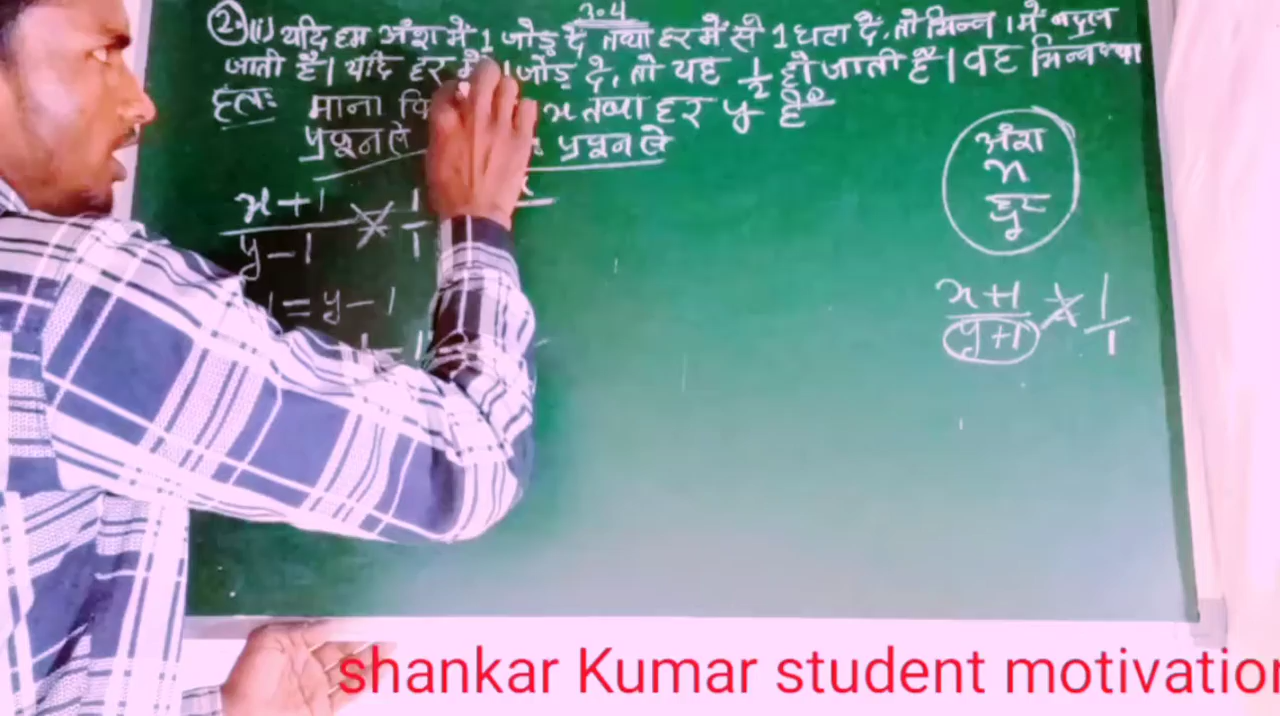 3.4
② (i) यदि हम अंश में 1 जोड़ दें तथा हर में से 1 घटा दें, तो भिन्न 1 में बदल
जाती है। यदि हर में 1 जोड़ दे, तो यह 1/2 हो जाती है। वह भिन्न क्या
हल: माना कि x तथा हर y है
प्रश्न से प्रश्न से
x+1/y-1 = 1/1
1 = y-1
अंश
x
y
हर
x+1/y+1 = 1/1
shankar Kumar student motivation